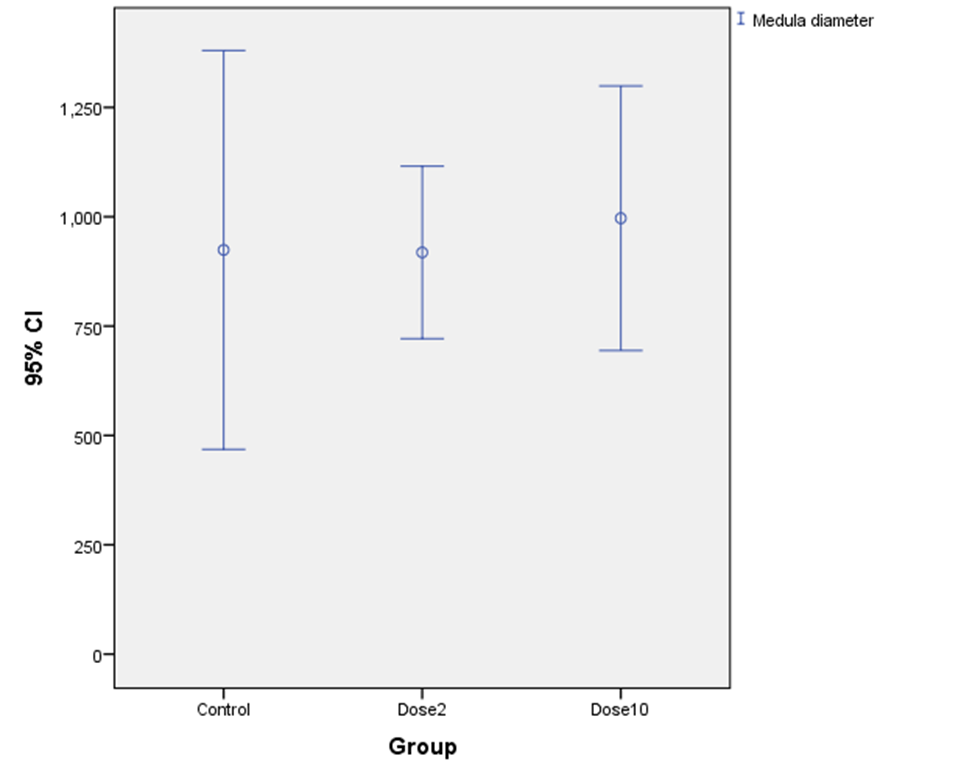 Medula diameter
95% CI
1,250
1,000
750
500
250
0
Control Dose2 Dose10
Group